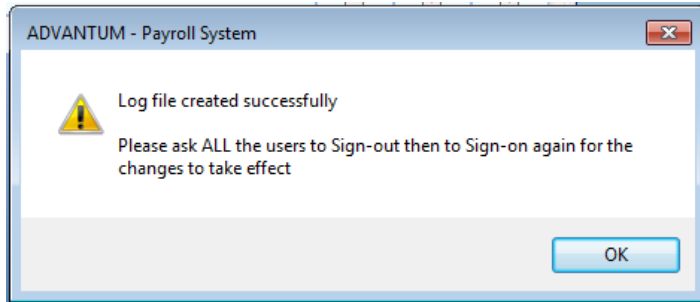 ADVANTUM - Payroll System
Log file created successfully
Please ask ALL the users to Sign-out then to Sign-on again for the
changes to take effect
OK